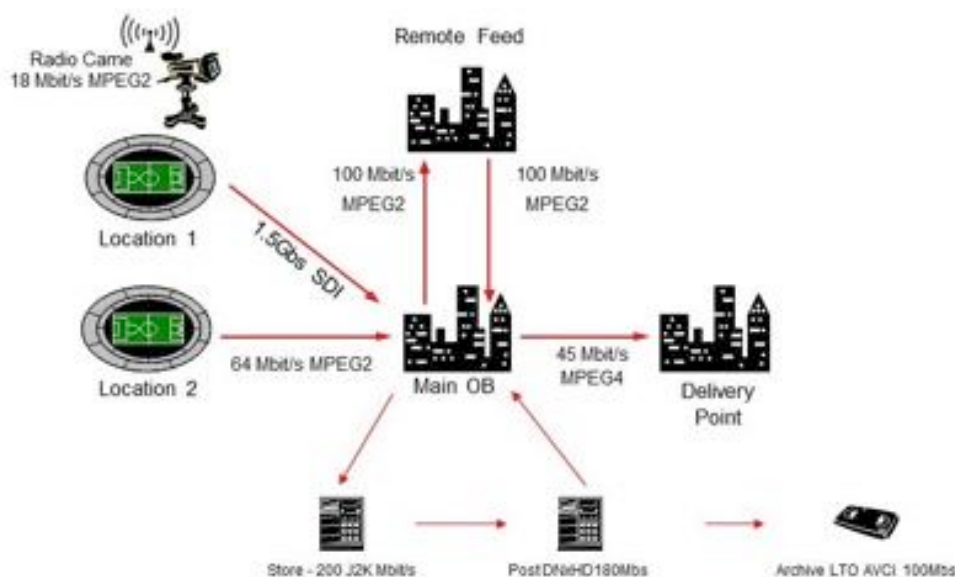 Radio Came
18 Mbit/s MPEG2
Remote Feed
100 Mbit/s
MPEG2
100 Mbit/s
MPEG2
Location 1
1.5Gbs SDI
64 Mbit/s MPEG2
Location 2
Main OB
45 Mbit/s
MPEG4
Delivery
Point
Store - 200 J2K Mbit/s
Post DNxHD180Mbs
Archive LTO AVCI. 100Mbs